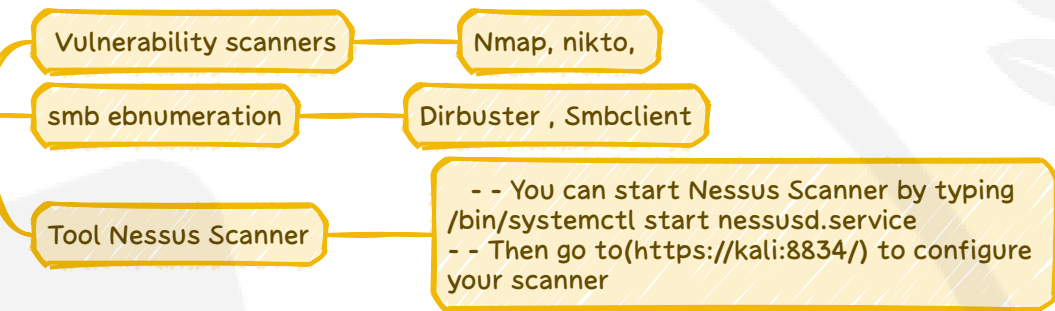 Vulnerability scanners
Nmap, nikto,
smb ebnumeration
Dirbuster , Smbclient
Tool Nessus Scanner
- - You can start Nessus Scanner by typing
/bin/systemctl start nessusd.service
- - Then go to(https://kali:8834/) to configure
your scanner